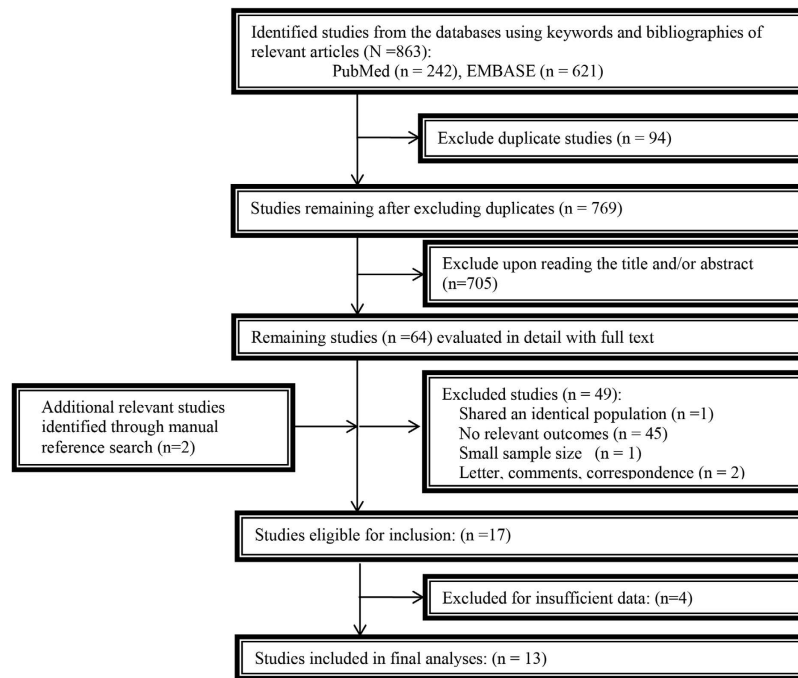 Identified studies from the databases using keywords and bibliographies of
relevant articles (N =863):
PubMed (n = 242), EMBASE (n = 621)
Exclude duplicate studies (n = 94)
Studies remaining after excluding duplicates (n = 769)
Exclude upon reading the title and/or abstract
(n=705)
Remaining studies (n =64) evaluated in detail with full text
Additional relevant studies
identified through manual
reference search (n=2)
Excluded studies (n = 49):
Shared an identical population (n =1)
No relevant outcomes (n = 45)
Small sample size (n = 1)
Letter, comments, correspondence (n = 2)
Studies eligible for inclusion: (n =17)
Excluded for insufficient data: (n=4)
Studies included in final analyses: (n = 13)